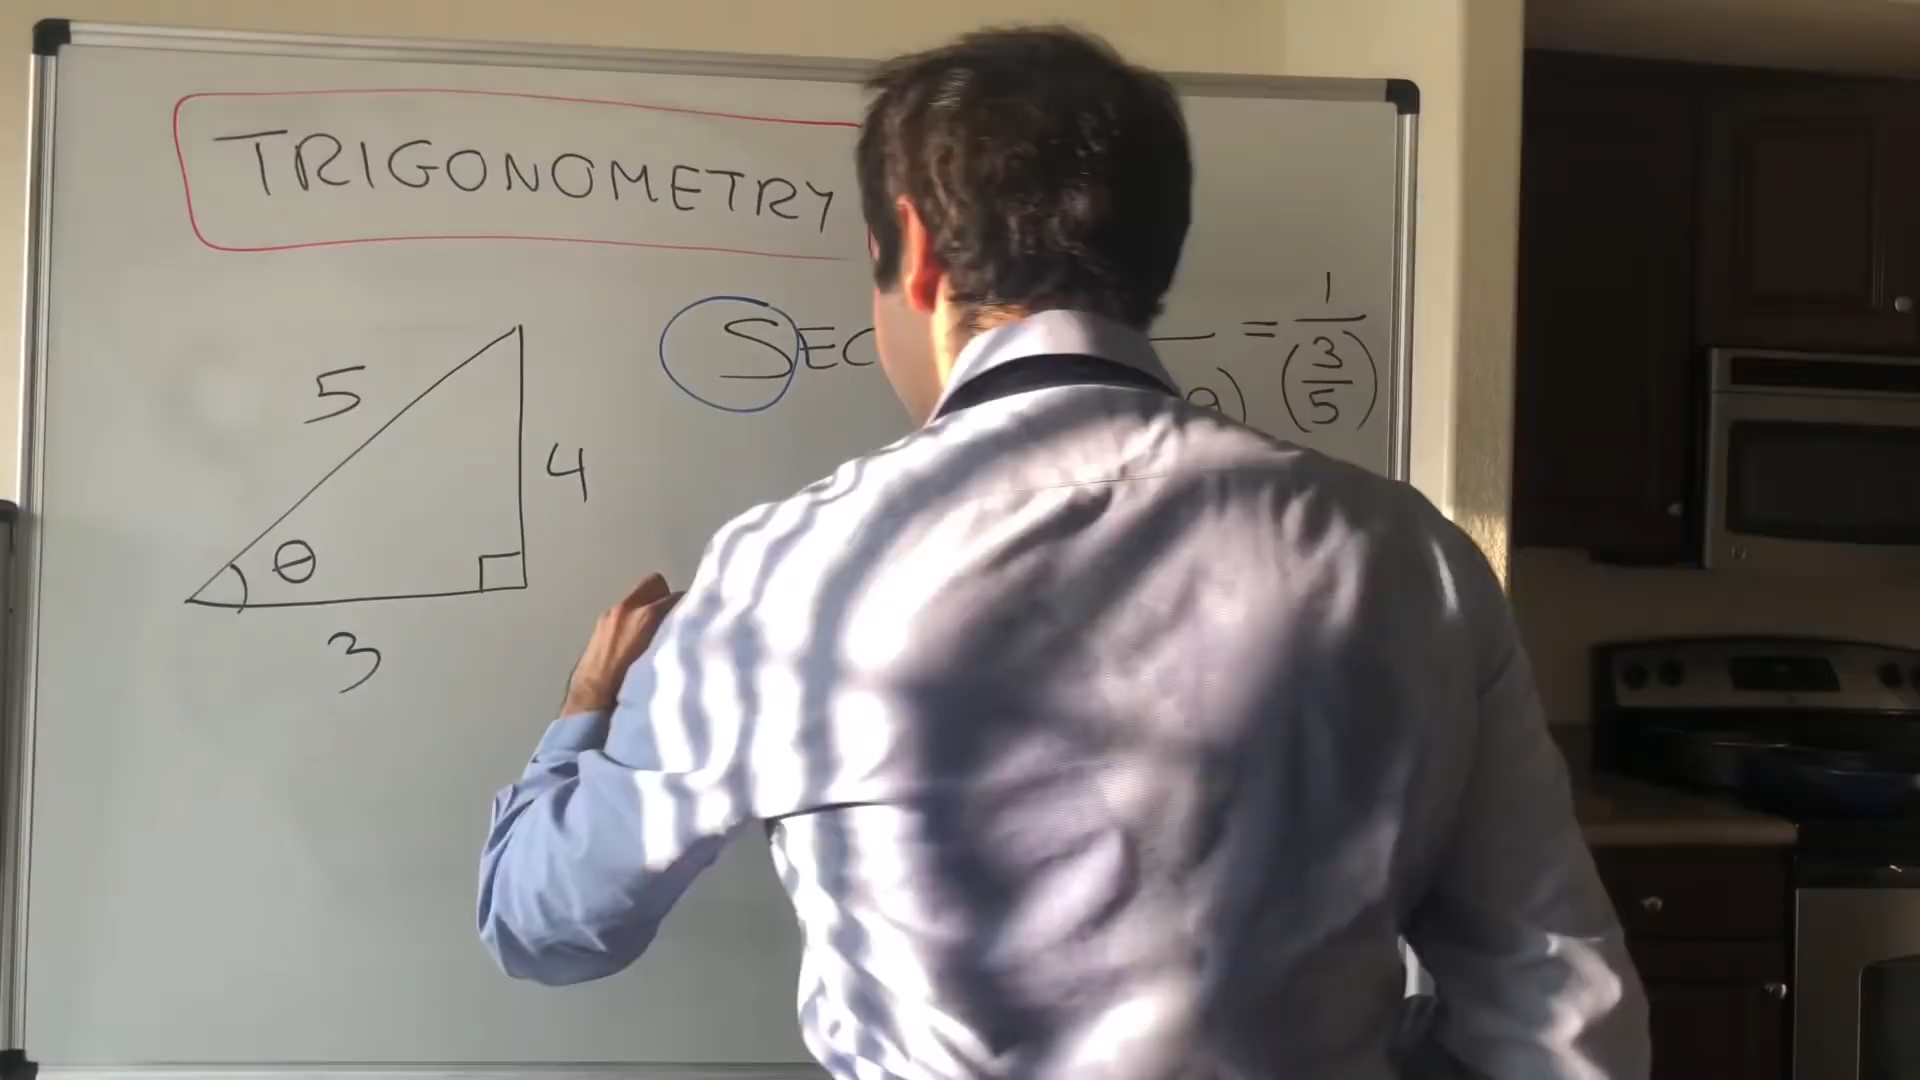 TRIGONOMETRY
SEC = 1/(3/5)
5
4
θ
3